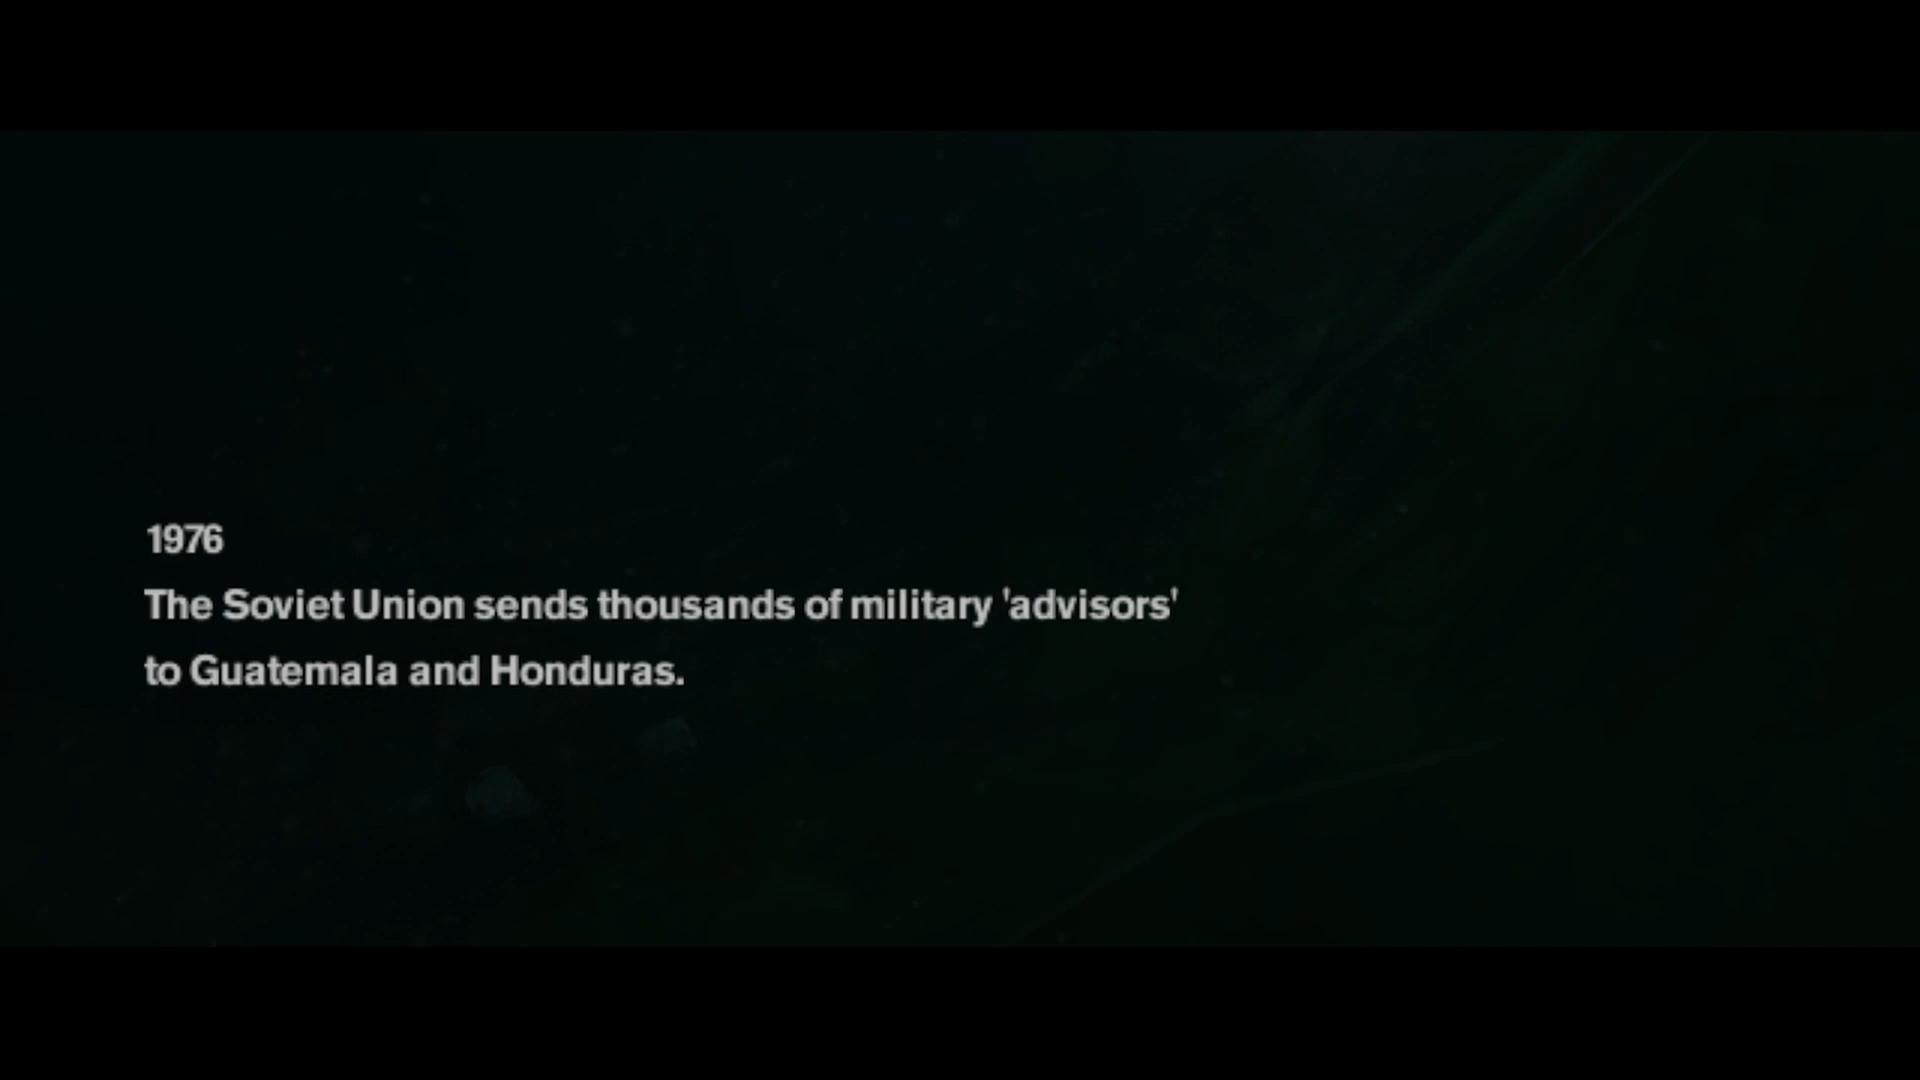 1976
The Soviet Union sends thousands of military 'advisors'
to Guatemala and Honduras.